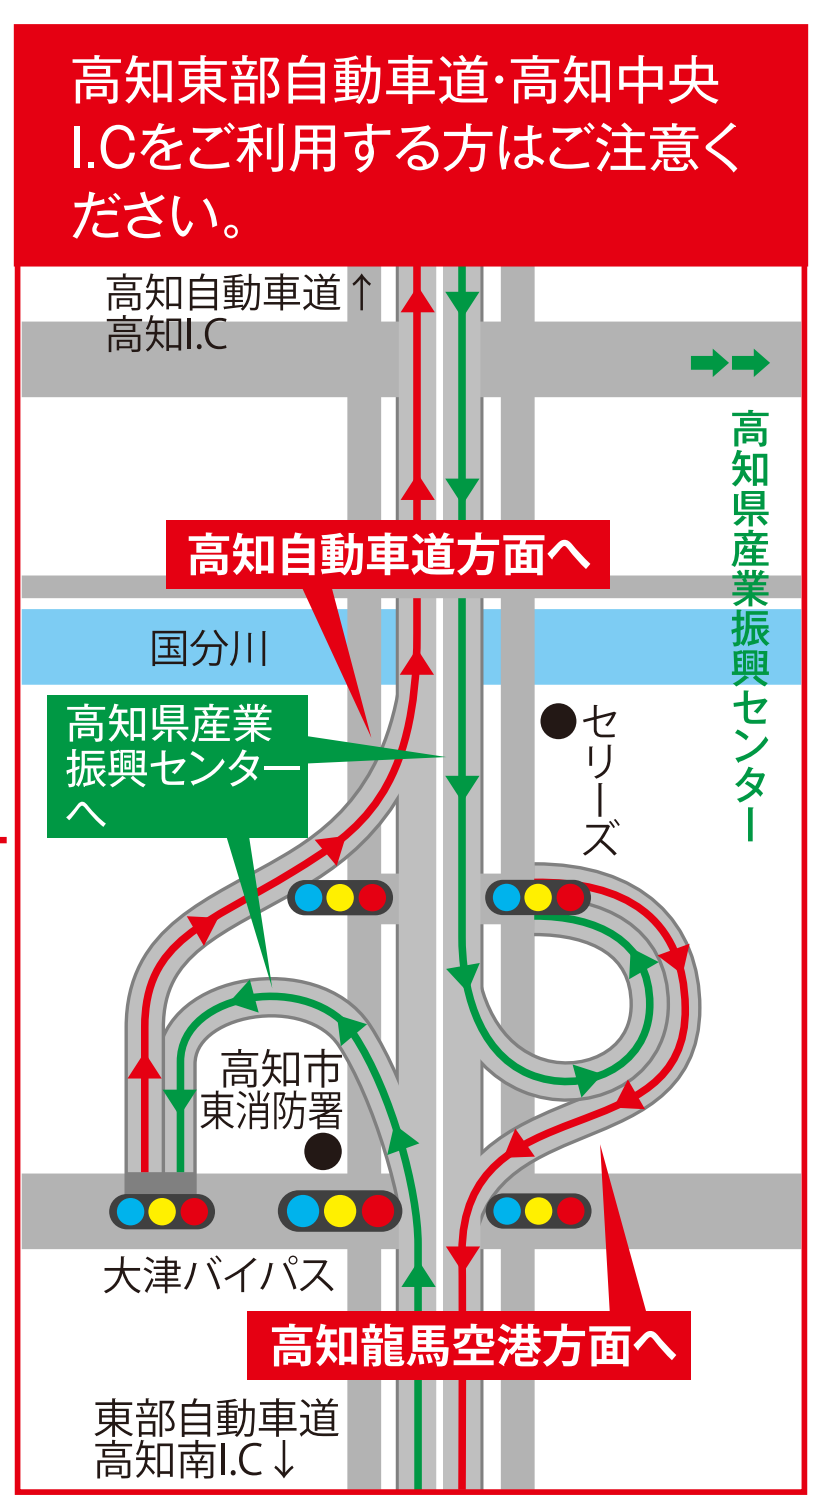 高知東部自動車道·高知中央
I.Cをご利用する方はご注意く
ださい。
高知自動車道↑
高知I.C
高知県産業振興センター
高知自動車道方面へ
国分川
高知県産業
振興センター
へ
セリーズ
高知市
東消防署
大津バイパス
高知龍馬空港方面へ
東部自動車道
高知南I.C↓